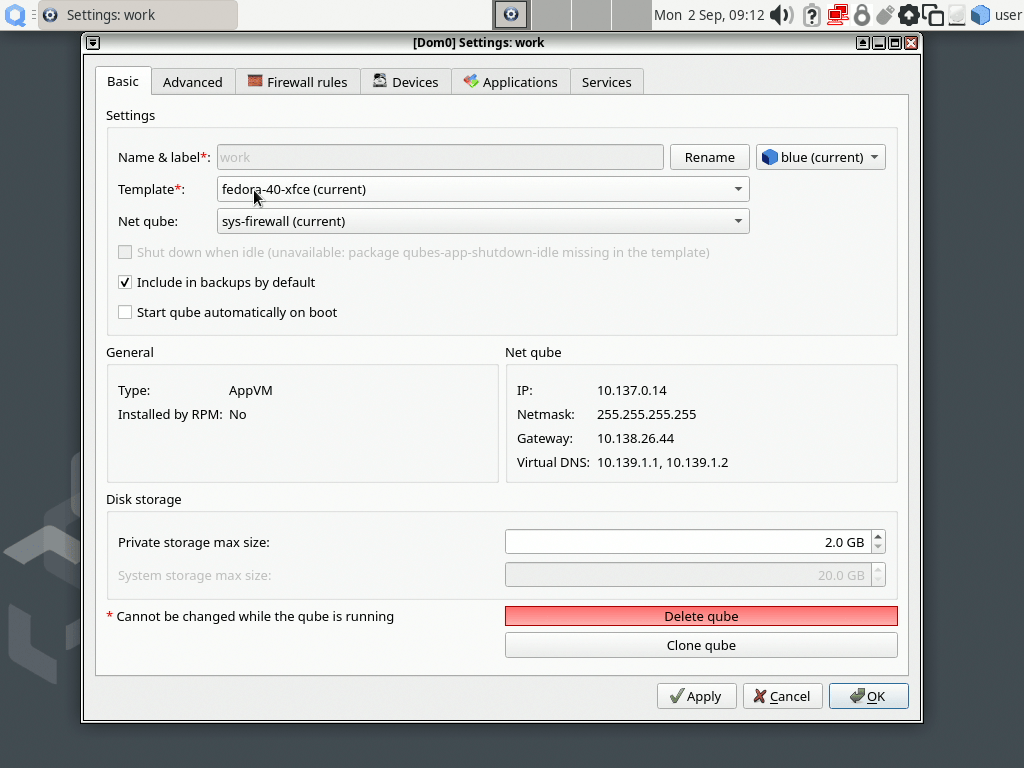 Settings: work
Mon 2 Sep, 09:12
user
[Dom0] Settings: work
Basic
Advanced
Firewall rules
Devices
Applications
Services
Settings
Name & label*:
work
Rename
blue (current)
Template*:
fedora-40-xfce (current)
Net qube:
sys-firewall (current)
Shut down when idle (unavailable: package qubes-app-shutdown-idle missing in the template)
Include in backups by default
Start qube automatically on boot
General
Type: AppVM
Installed by RPM: No
Net qube
IP: 10.137.0.14
Netmask: 255.255.255.255
Gateway: 10.138.26.44
Virtual DNS: 10.139.1.1, 10.139.1.2
Disk storage
Private storage max size: 2.0 GB
System storage max size: 20.0 GB
* Cannot be changed while the qube is running
Delete qube
Clone qube
Apply
Cancel
OK